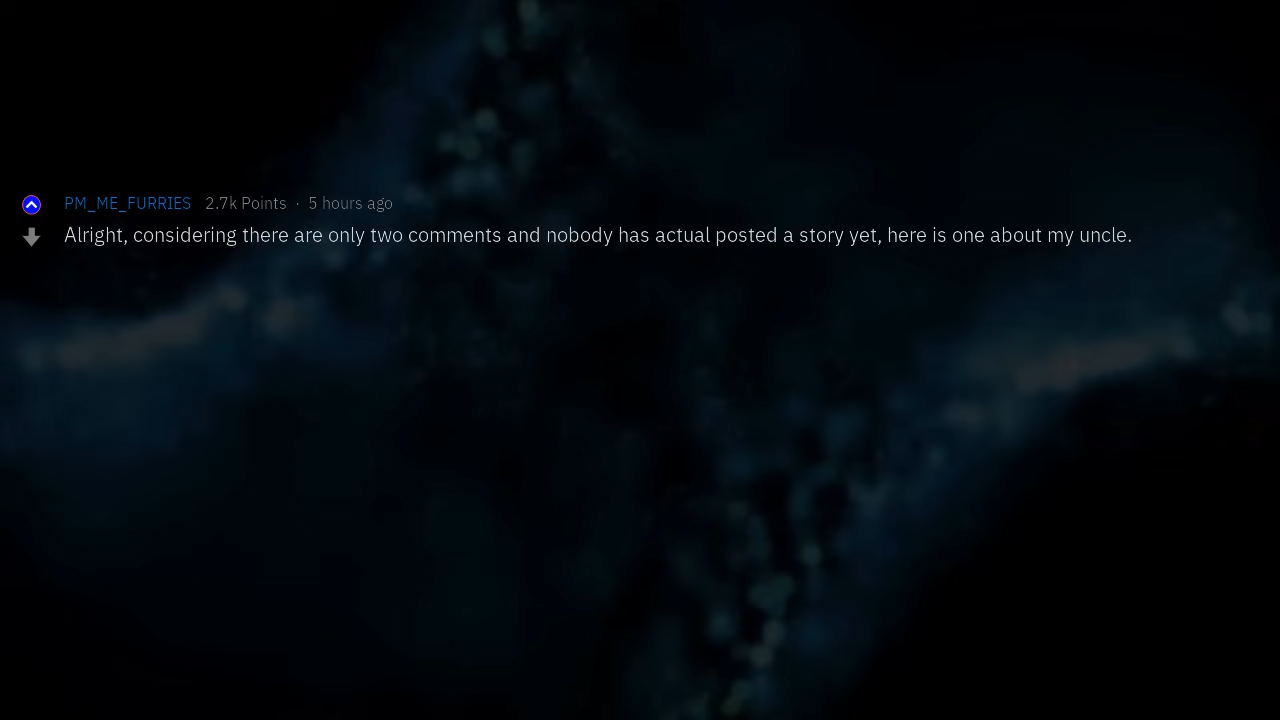 PM_ME_FURRIES 2.7k Points · 5 hours ago
Alright, considering there are only two comments and nobody has actual posted a story yet, here is one about my uncle.